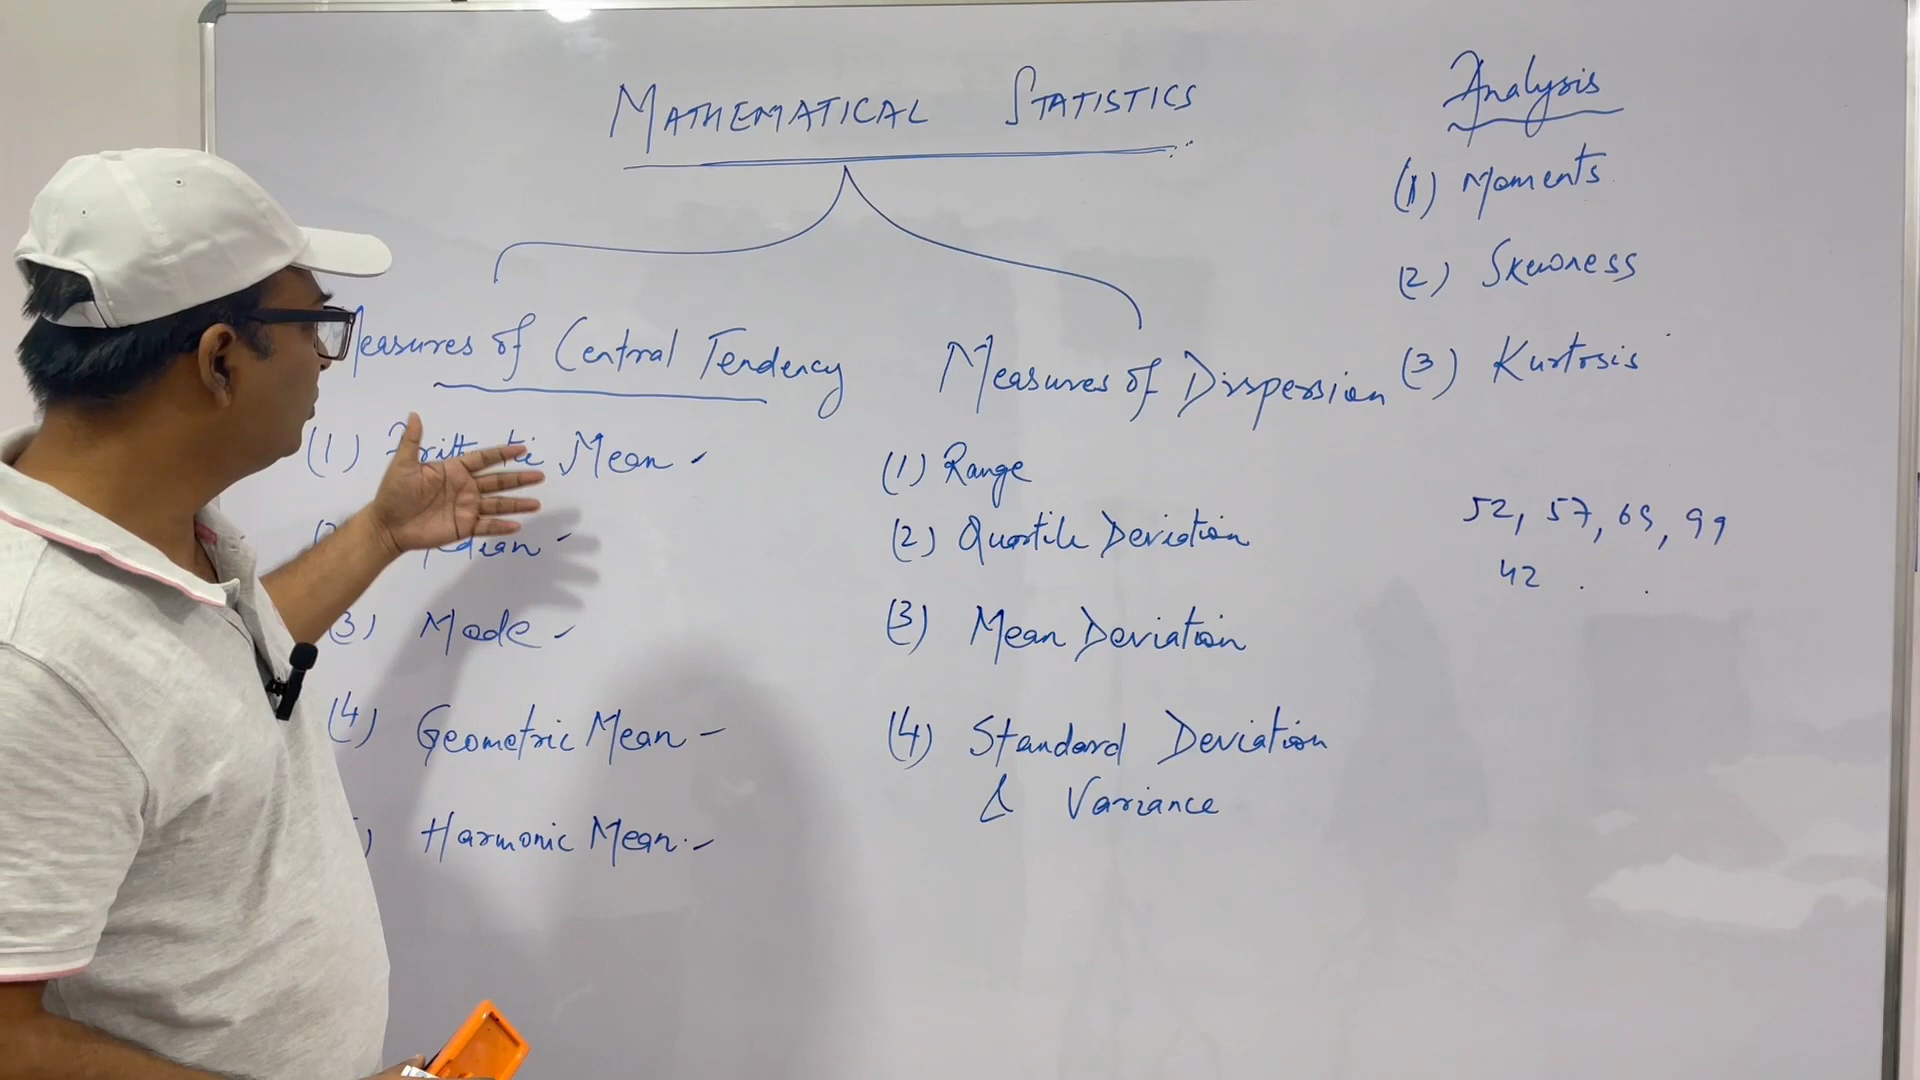 MATHEMATICAL STATISTICS
Measures of Central Tendency
(1) Mean
Median
(3) Mode
(4) Geometric Mean
Harmonic Mean
Measures of Dispersion
(1) Range
(2) Quartile Deviation
(3) Mean Deviation
(4) Standard Deviation
& Variance
Analysis
(1) Moments
(2) Skewness
(3) Kurtosis
52, 57, 69, 99
42 . .